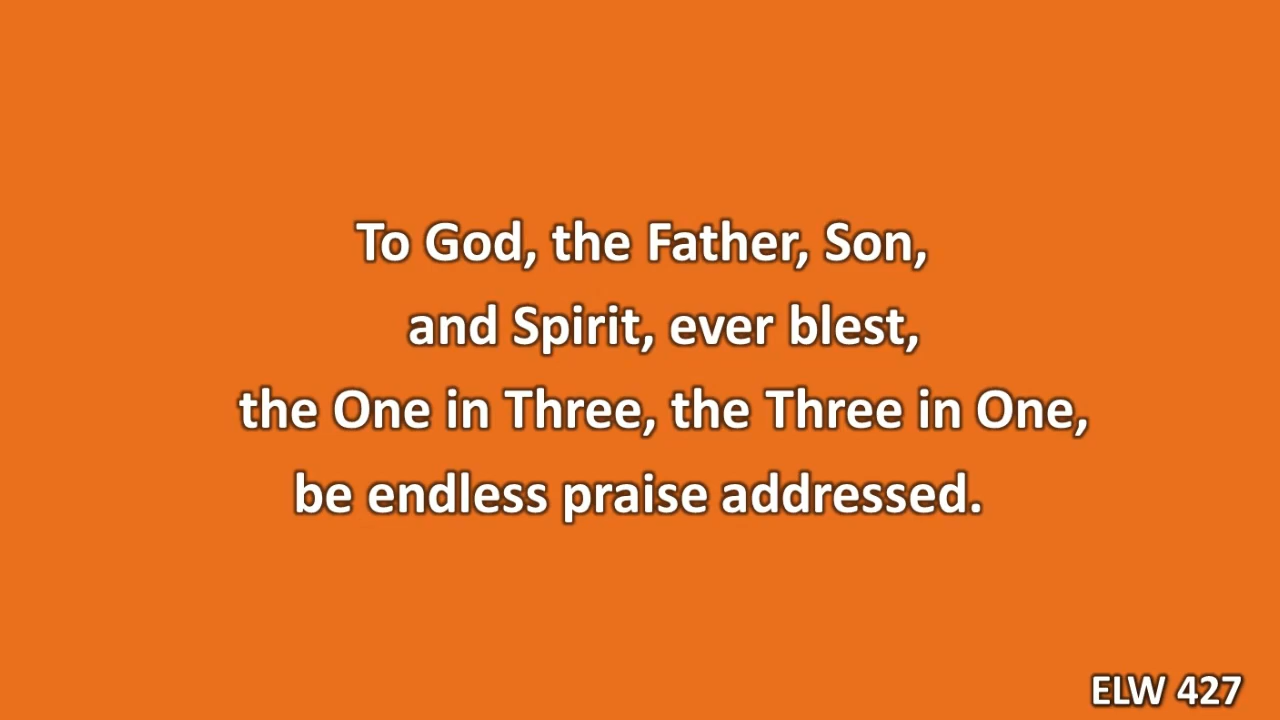 To God, the Father, Son,
and Spirit, ever blest,
the One in Three, the Three in One,
be endless praise addressed.
ELW 427